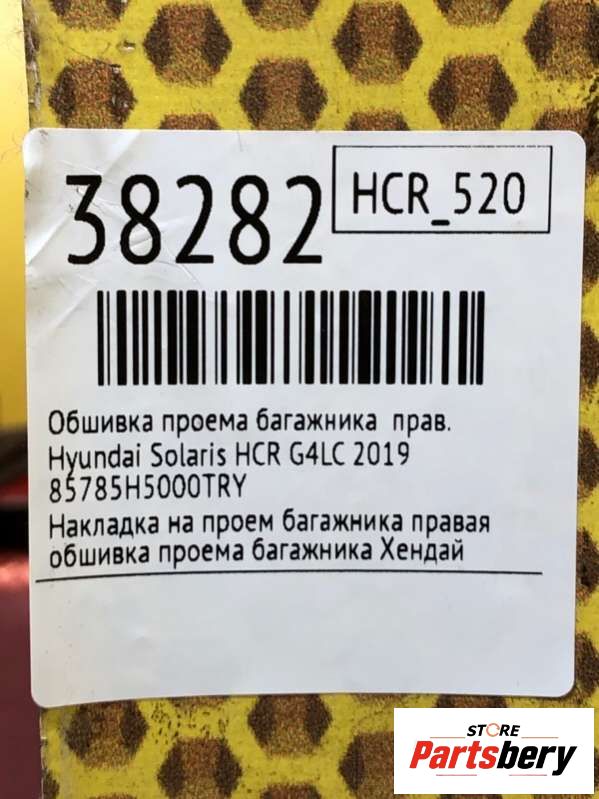 38282
HCR_520
Обшивка проема багажника прав.
Hyundai Solaris HCR G4LC 2019
85785H5000TRY
Накладка на проем багажника правая
обшивка проема багажника Хендай
STORE
Partsbery